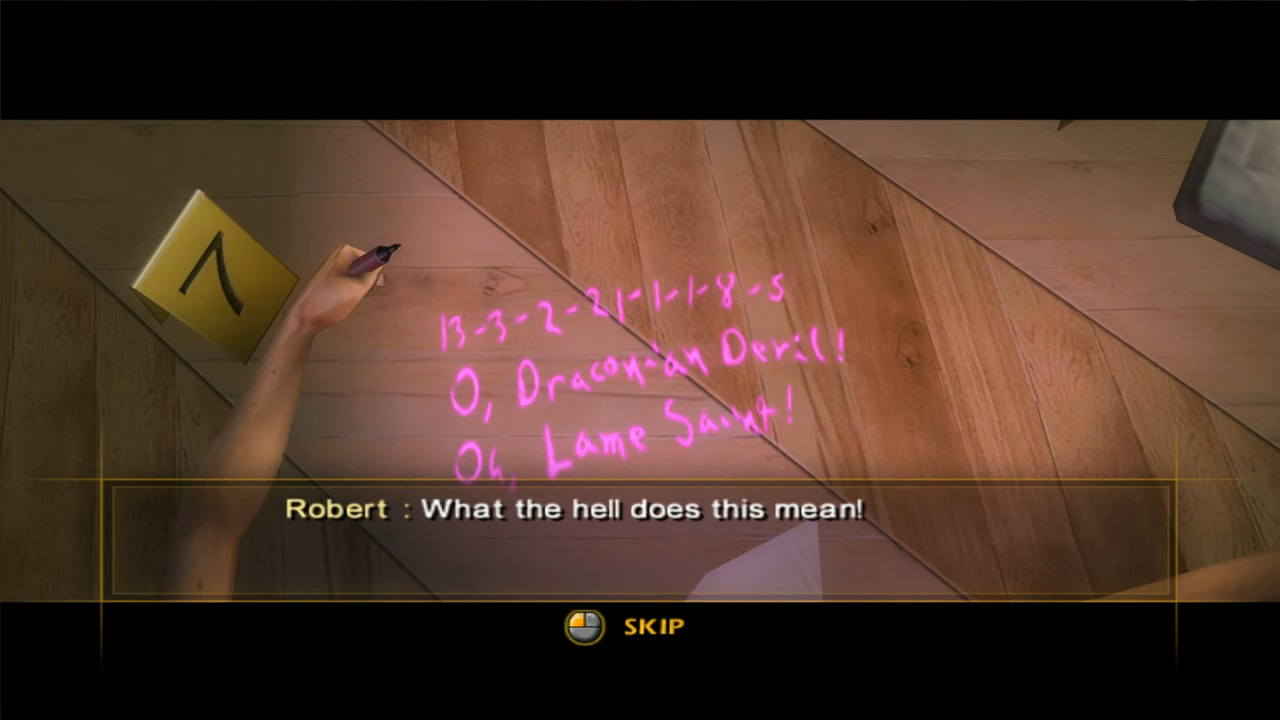 7
13-3-2-21-1-1-8-5
O, Draconian Devil!
Oh, Lame Saint!
Robert : What the hell does this mean!
SKIP